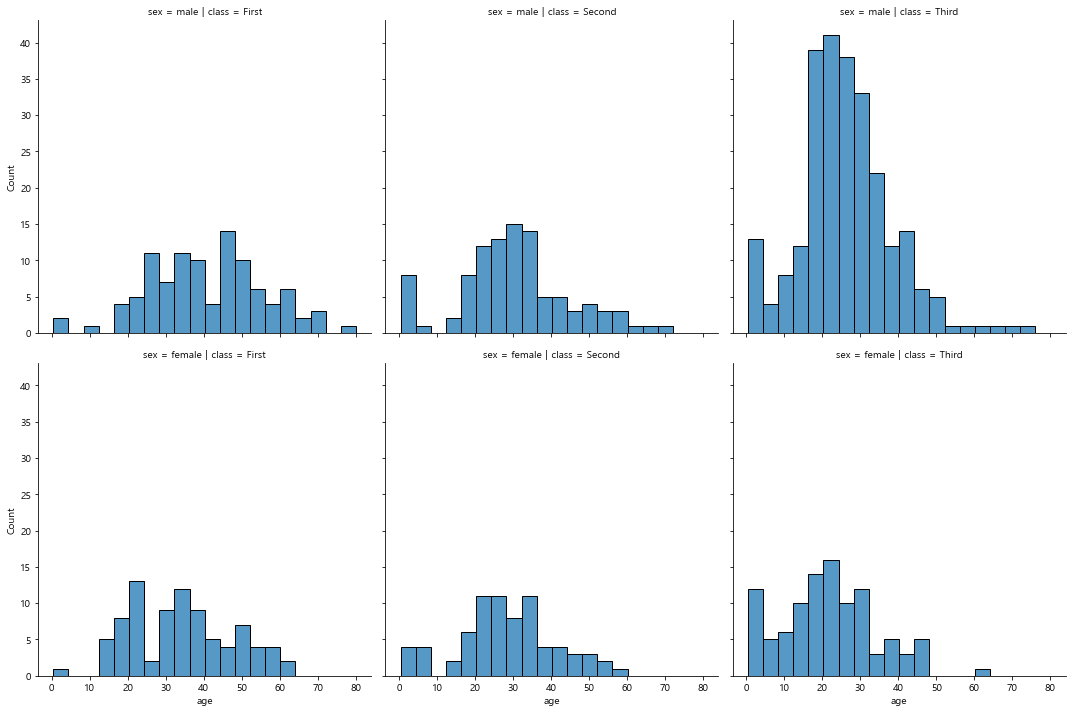 sex = male | class = First
sex = male | class = Second
sex = male | class = Third
40
35
30
25
20
15
10
5
0
Count
sex = female | class = First
sex = female | class = Second
sex = female | class = Third
40
35
30
25
20
15
10
5
0
Count
0 10 20 30 40 50 60 70 80
0 10 20 30 40 50 60 70 80
0 10 20 30 40 50 60 70 80
age
age
age